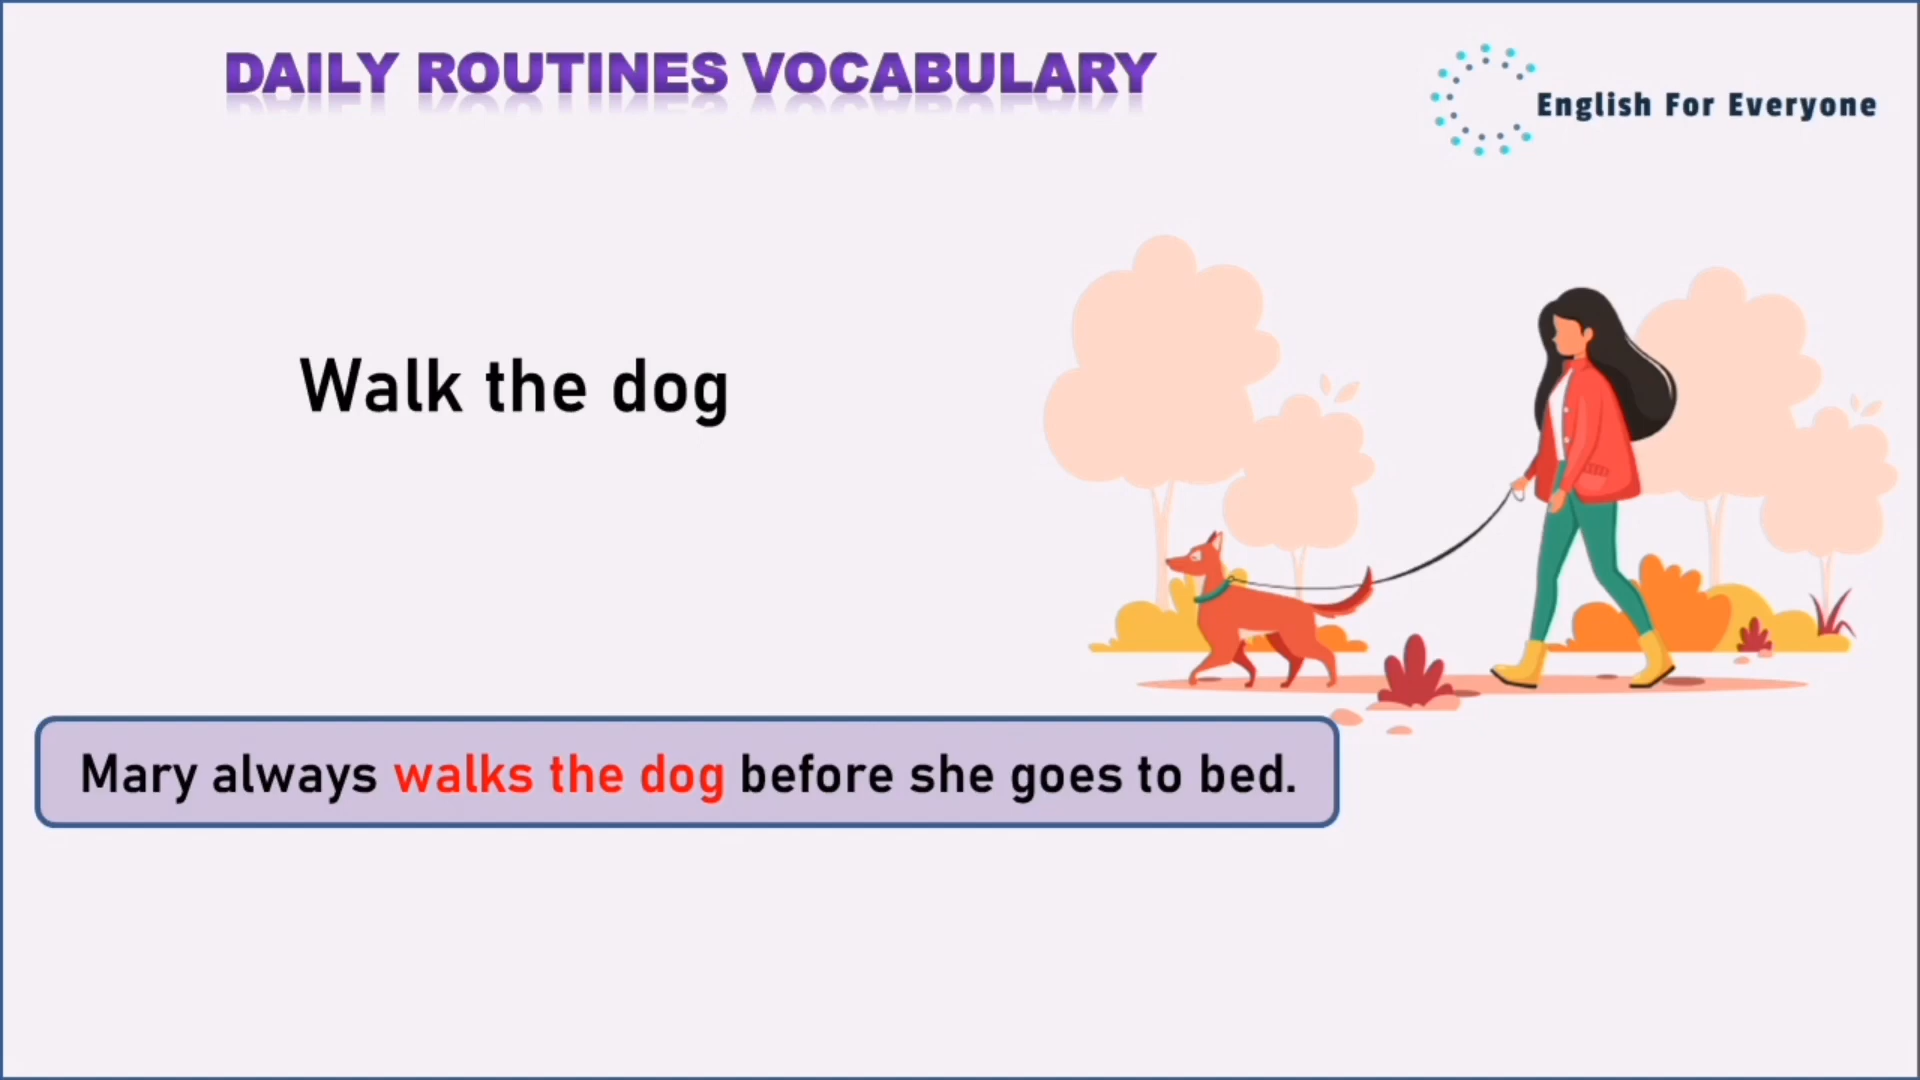 DAILY ROUTINES VOCABULARY
English For Everyone
Walk the dog
Mary always walks the dog before she goes to bed.